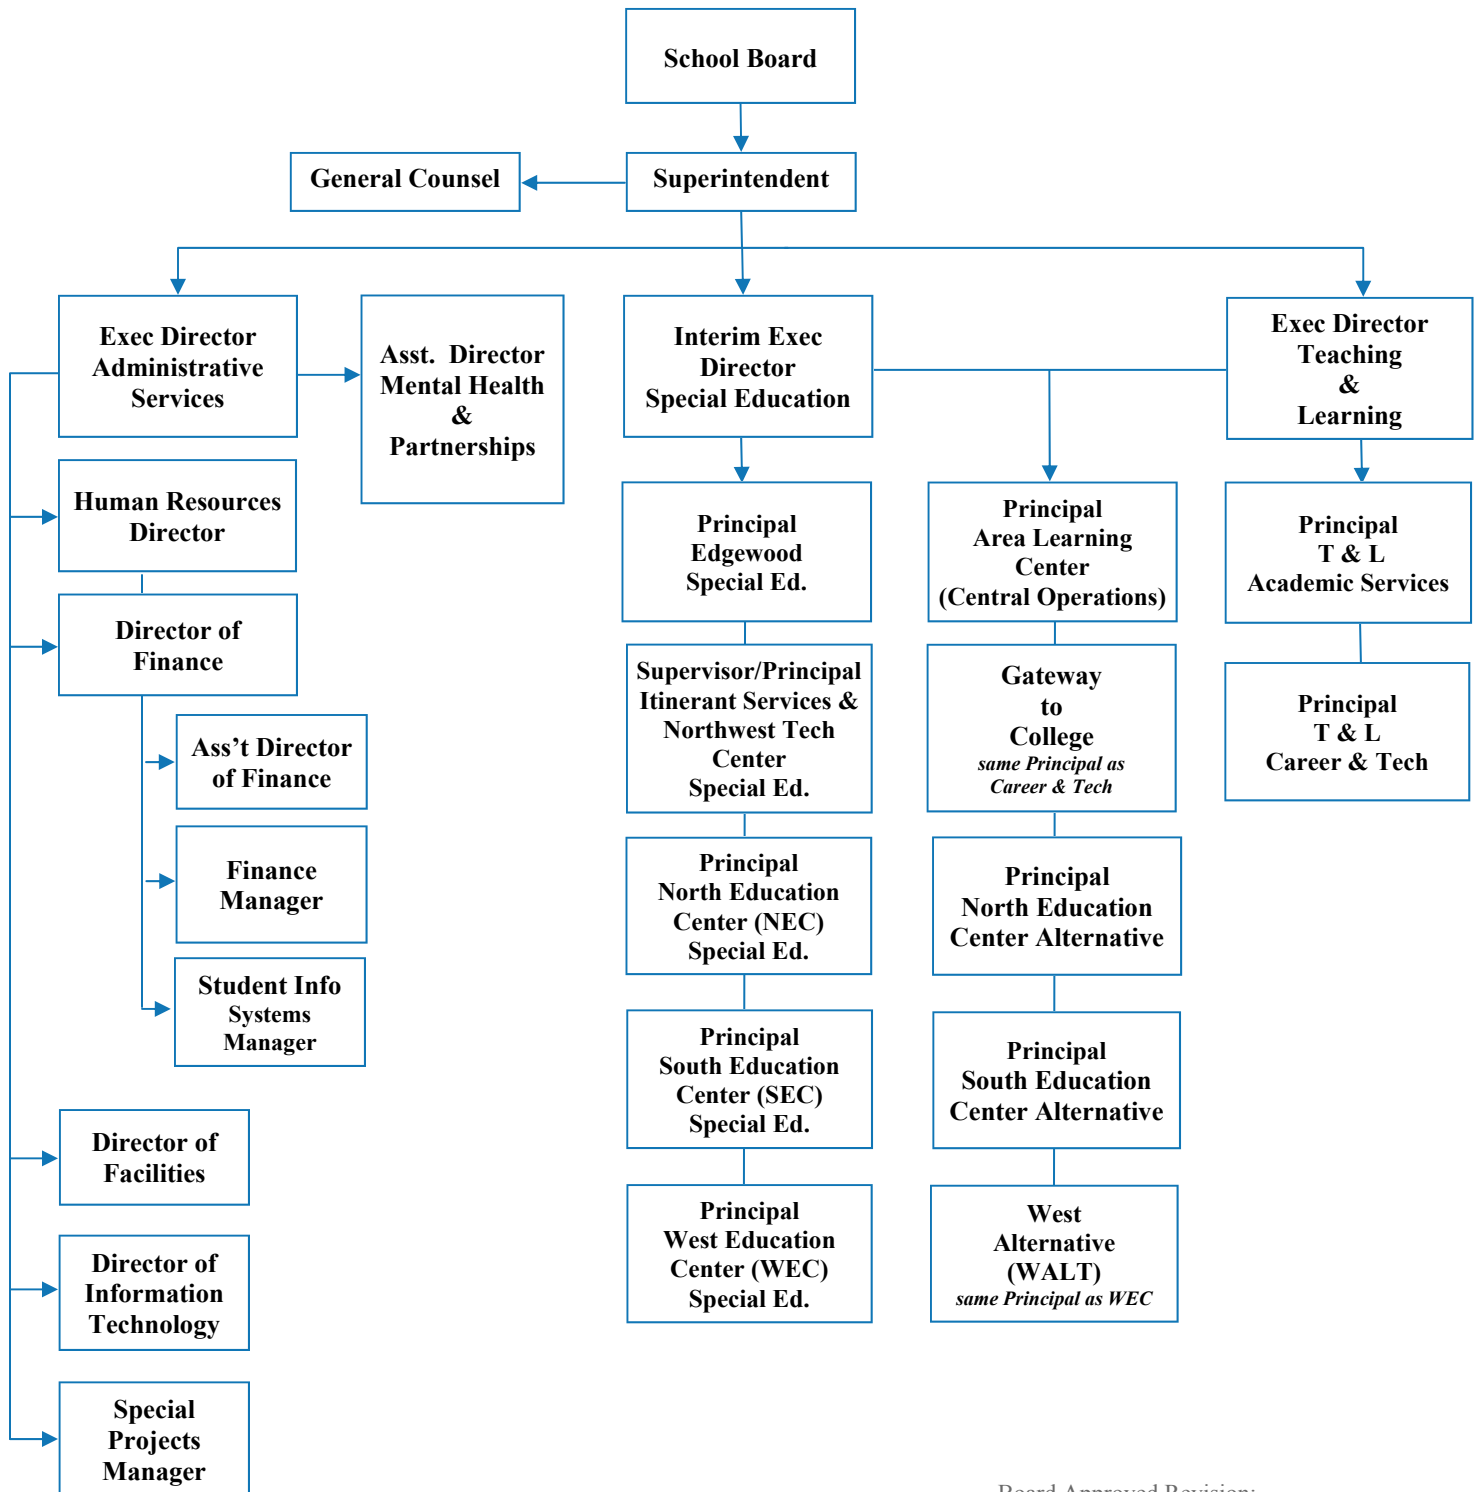 School Board
General Counsel
Superintendent
Exec Director
Administrative
Services
Asst.  Director
Mental Health
&
Partnerships
Interim Exec
Director
Special Education
Exec Director
Teaching
&
Learning
Human Resources
Director
Director of
Finance
Ass’t Director
of Finance
Finance
Manager
Student Info
Systems
Manager
Director of
Facilities
Director of
Information
Technology
Special
Projects
Manager
Principal
Edgewood
Special Ed.
Supervisor/Principal
Itinerant Services &
Northwest Tech
Center
Special Ed.
Principal
North Education
Center (NEC)
Special Ed.
Principal
South Education
Center (SEC)
Special Ed.
Principal
West Education
Center (WEC)
Special Ed.
Principal
Area Learning
Center
(Central Operations)
Gateway
to
College
same Principal as
Career & Tech
Principal
North Education
Center Alternative
Principal
South Education
Center Alternative
West
Alternative
(WALT)
same Principal as WEC
Principal
T & L
Academic Services
Principal
T & L
Career & Tech
Board Approved Revision: